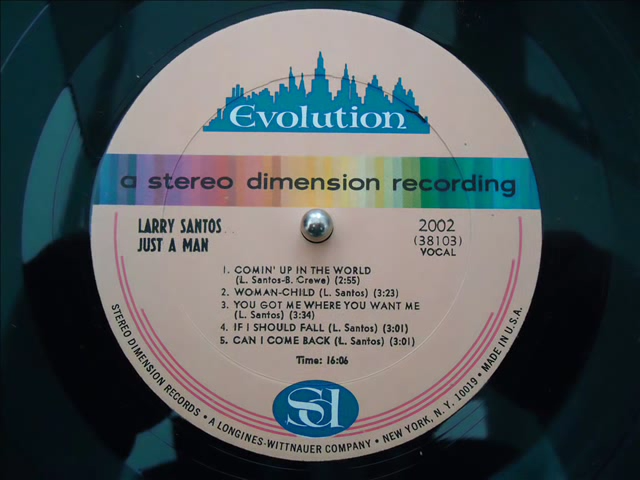 Evolution
a stereo dimension recording
LARRY SANTOS
JUST A MAN
2002
(38103)
VOCAL
1. COMIN' UP IN THE WORLD
(L. Santos-B. Crewe) (2:55)
2. WOMAN-CHILD (L. Santos) (3:23)
3. YOU GOT ME WHERE YOU WANT ME
(L. Santos) (3:34)
4. IF I SHOULD FALL (L. Santos) (3:01)
5. CAN I COME BACK (L. Santos) (3:01)
Time: 16:06
Sd
STEREO DIMENSION RECORDS • A LONGINES-WITTNAUER COMPANY • NEW YORK, N. Y. 10019 • MADE IN U.S.A.